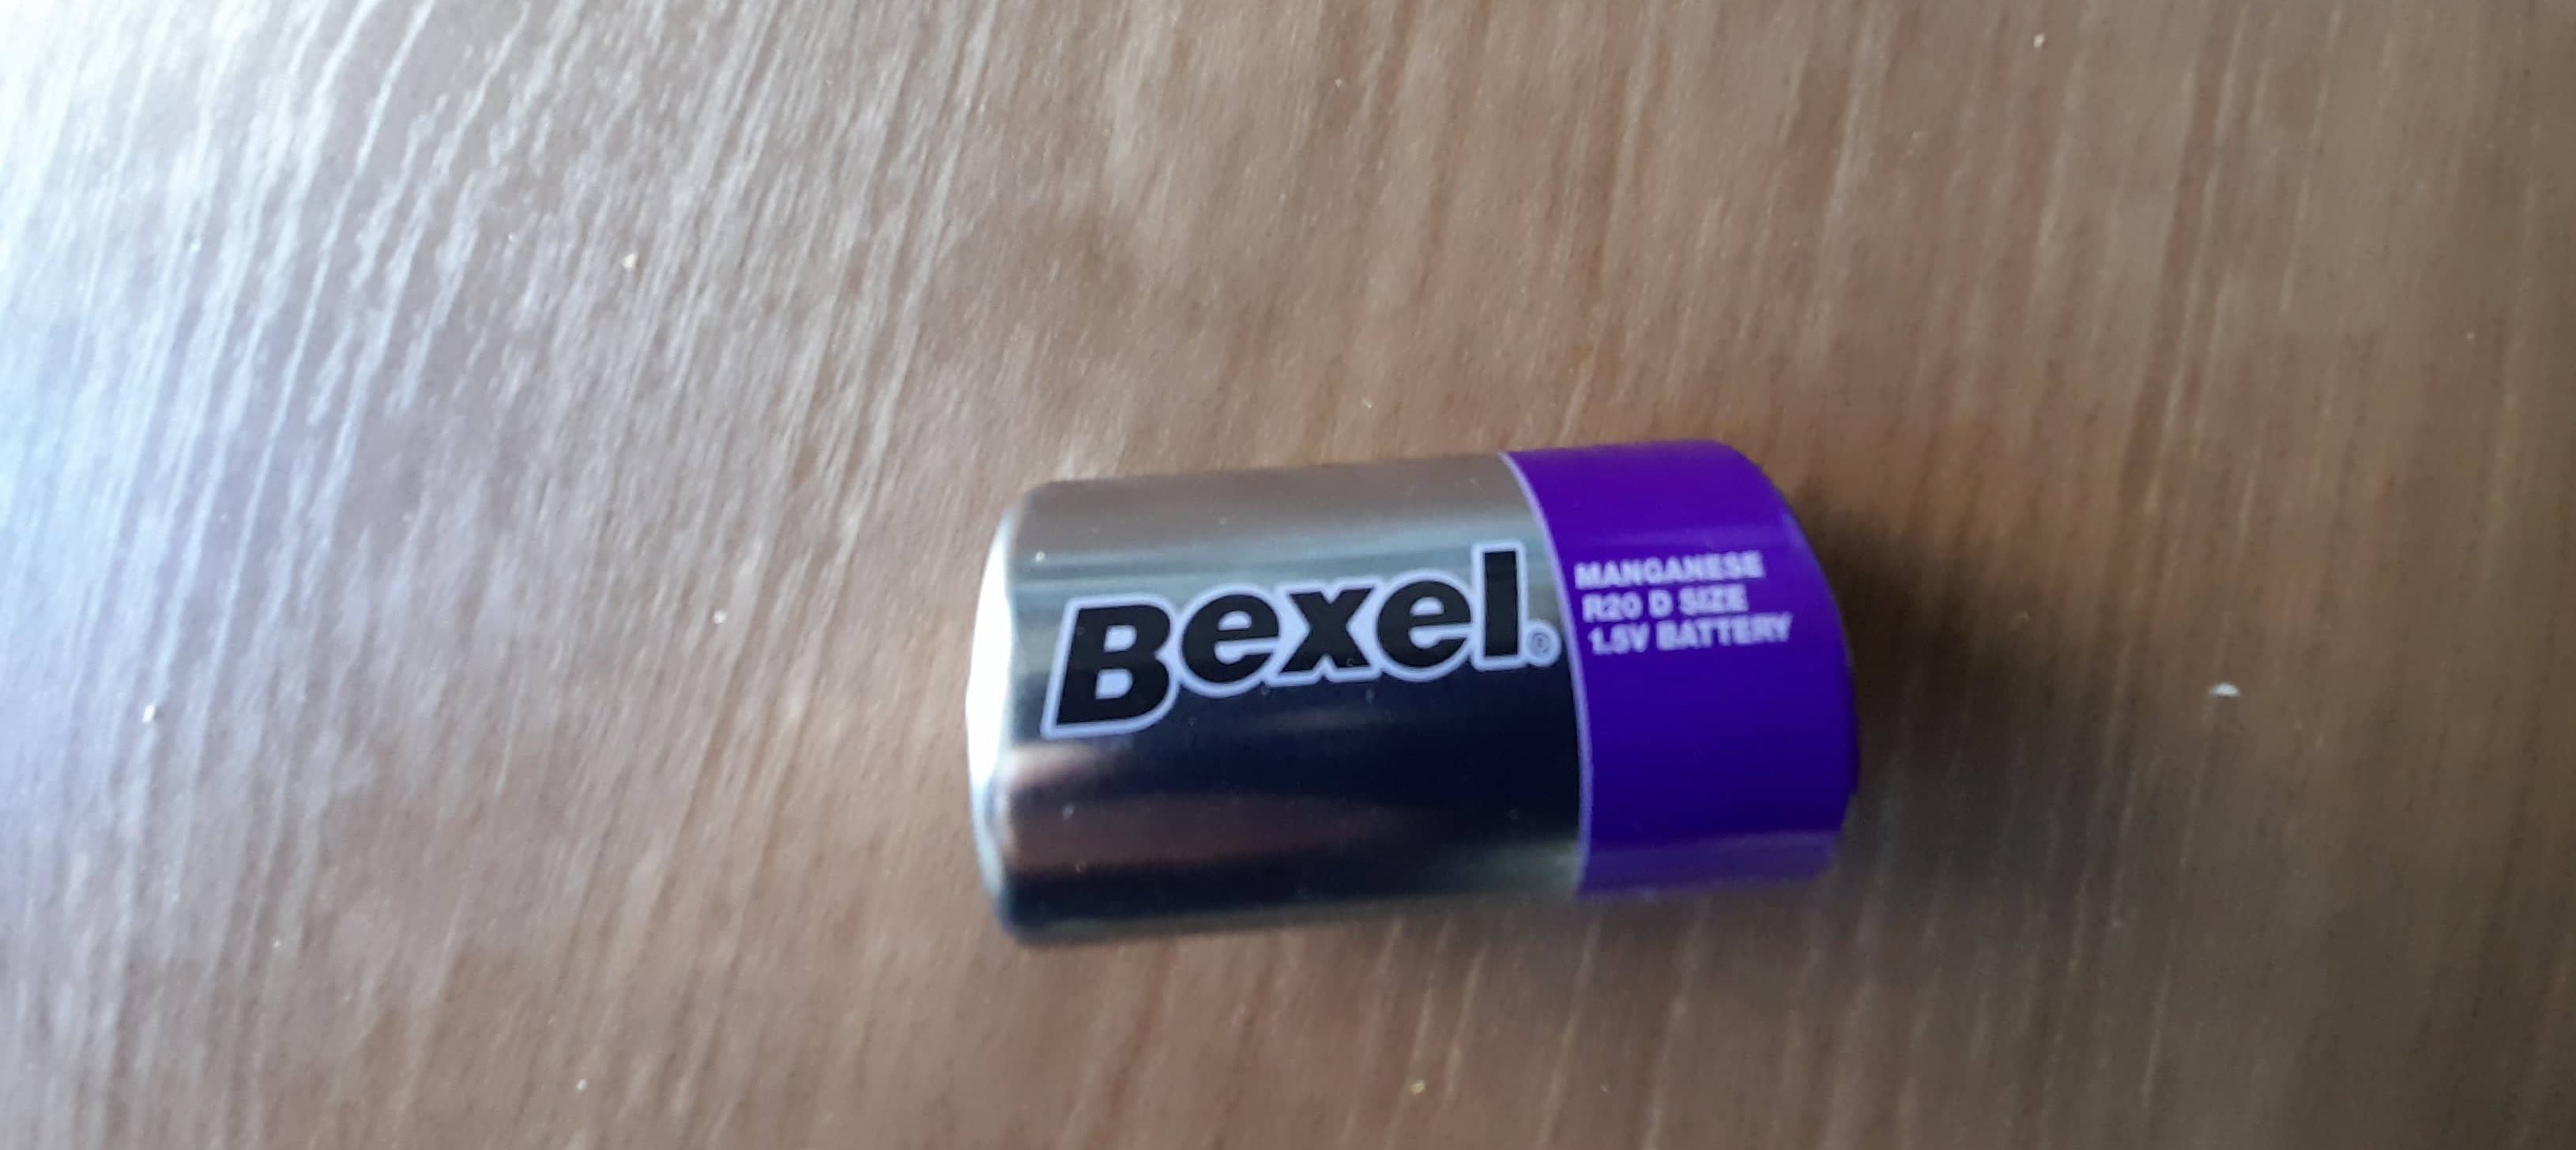 Bexel®
MANGANESE
R20 D SIZE
1.5V BATTERY